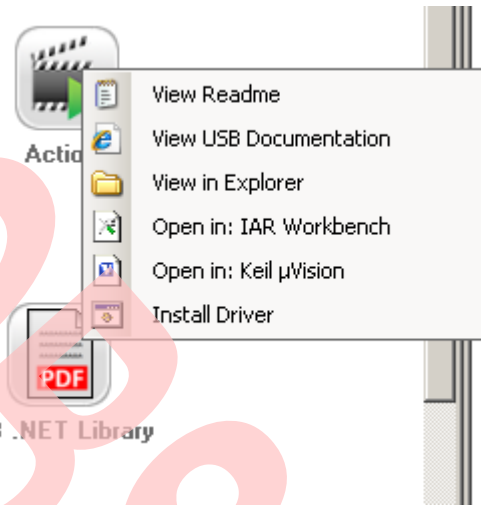 Actio
View Readme
View USB Documentation
View in Explorer
Open in: IAR Workbench
Open in: Keil µVision
Install Driver
PDF
.NET Library